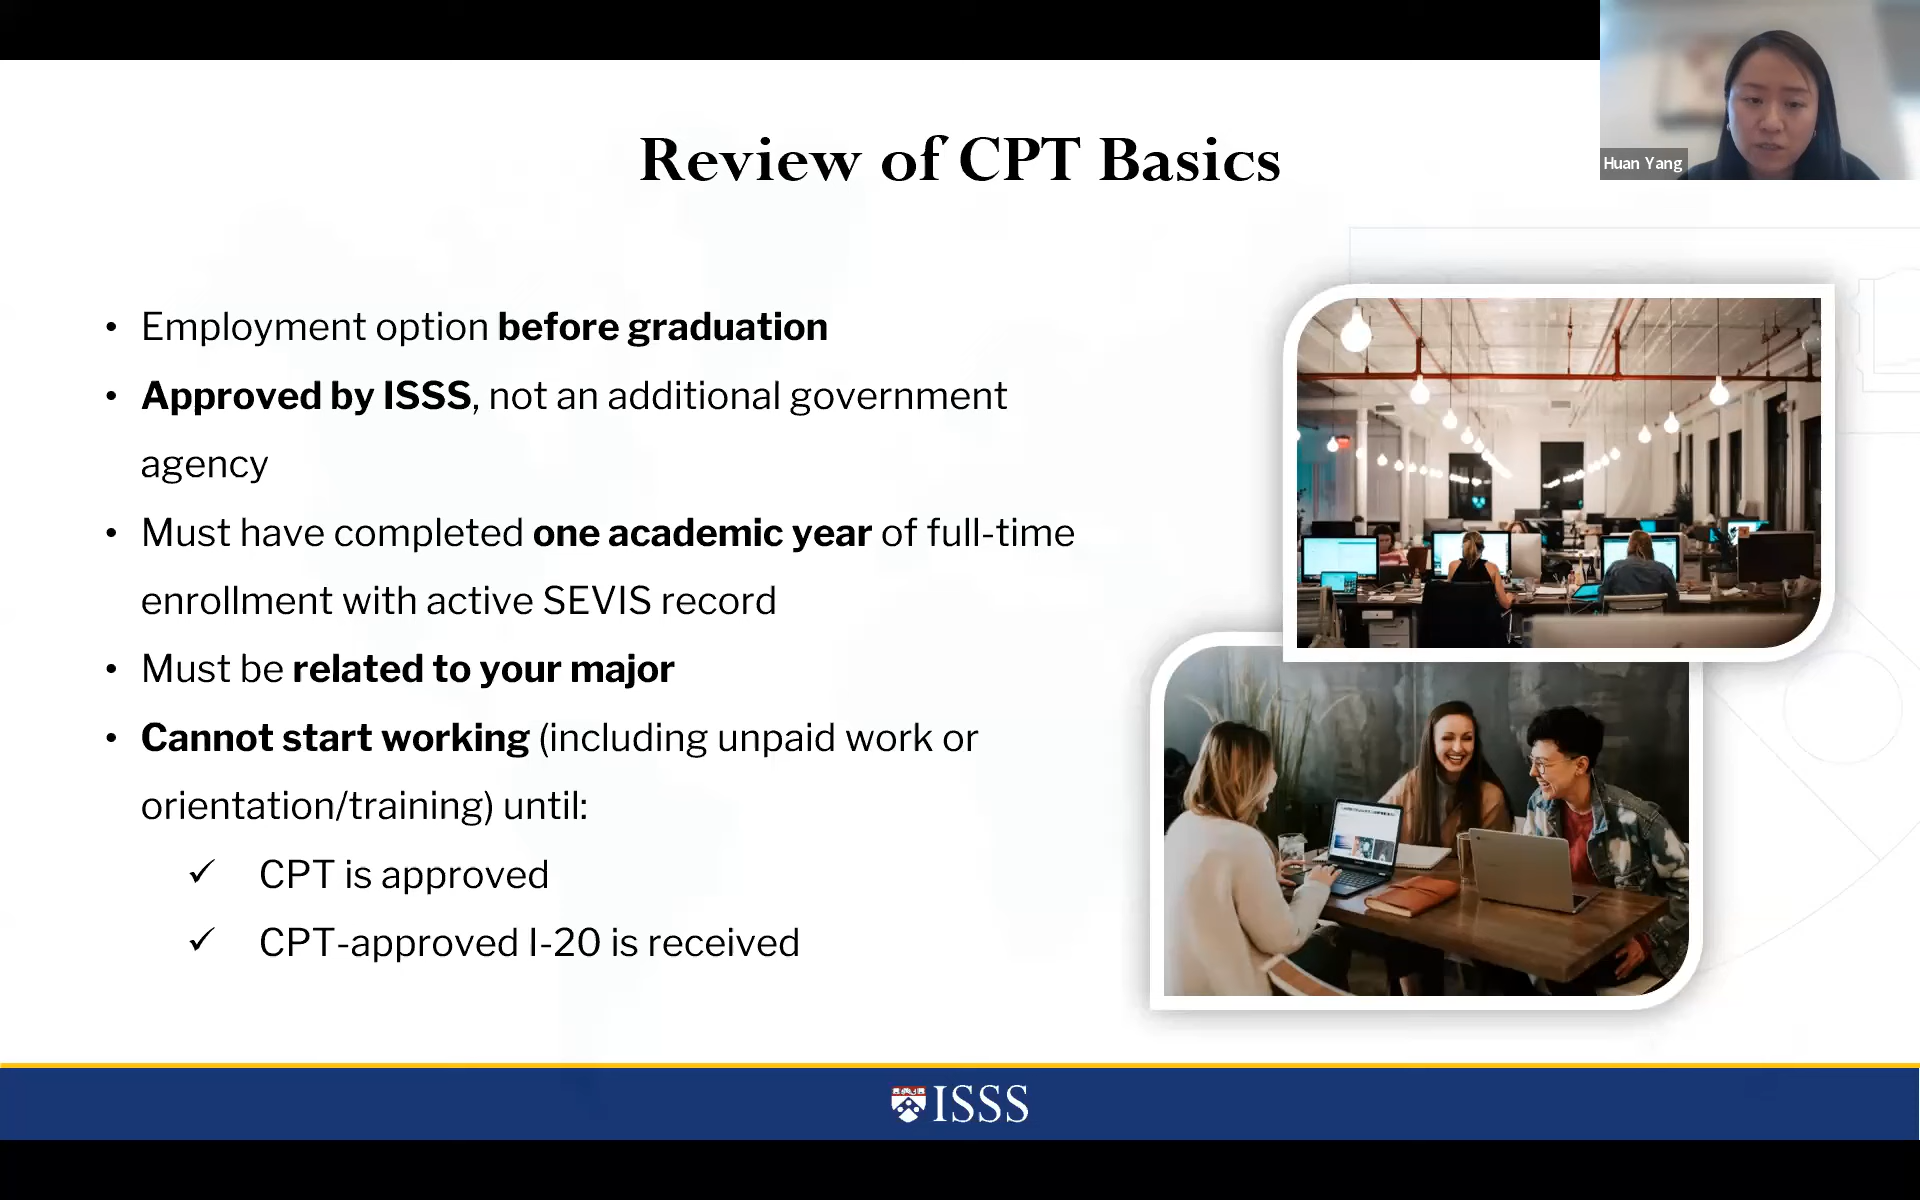 Huan Yang
Review of CPT Basics
• Employment option before graduation
• Approved by ISSS, not an additional government
agency
• Must have completed one academic year of full-time
enrollment with active SEVIS record
• Must be related to your major
• Cannot start working (including unpaid work or
orientation/training) until:
✓ CPT is approved
✓ CPT-approved I-20 is received
ISSS